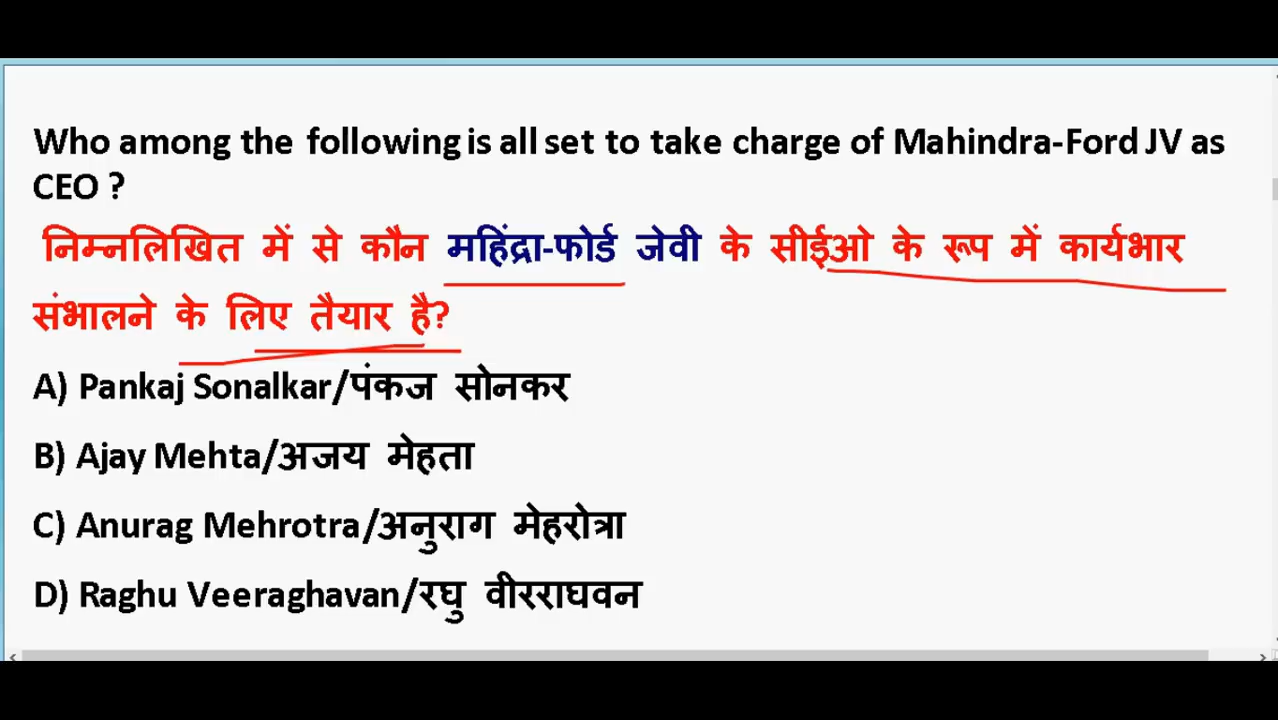 Who among the following is all set to take charge of Mahindra-Ford JV as
CEO ?
निम्नलिखित में से कौन महिंद्रा-फोर्ड जेवी के सीईओ के रूप में कार्यभार
संभालने के लिए तैयार है?
A) Pankaj Sonalkar/पंकज सोनकर
B) Ajay Mehta/अजय मेहता
C) Anurag Mehrotra/अनुराग मेहरोत्रा
D) Raghu Veeraghavan/रघु वीरराघवन